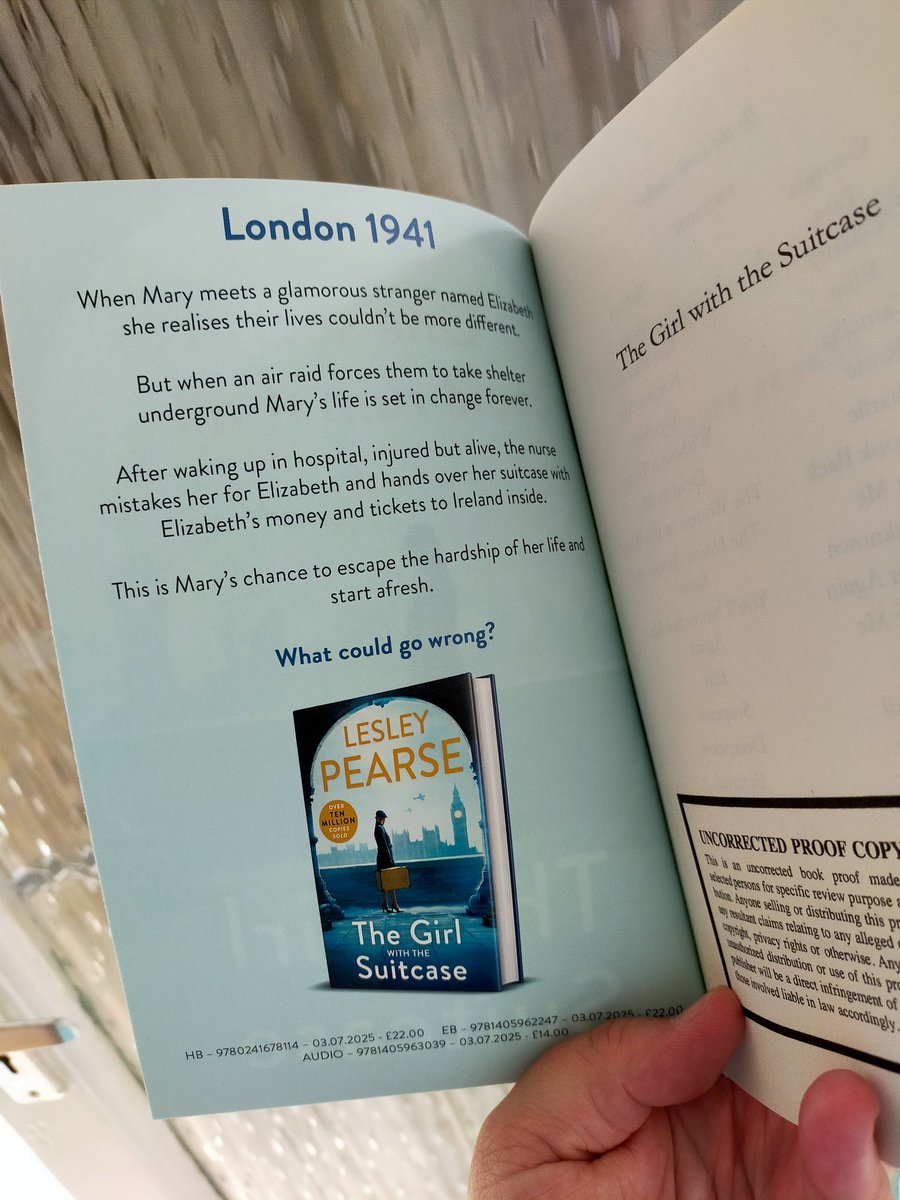 London 1941
When Mary meets a glamorous stranger named Elizabeth
she realises their lives couldn't be more different.
But when an air raid forces them to take shelter
underground Mary's life is set in change forever.
After waking up in hospital, injured but alive, the nurse
mistakes her for Elizabeth and hands over her suitcase with
Elizabeth's money and tickets to Ireland inside.
This is Mary's chance to escape the hardship of her life and
start afresh.
What could go wrong?
LESLEY
PEARSE
OVER
TEN
MILLION
COPIES
SOLD
The Girl
WITH THE
Suitcase
HB – 9780241678114 – 03.07.2025 - £22.00 EB – 9781405962247 – 03.07.2025 - £22.00
AUDIO – 9781405963039 – 03.07.2025 - £14.00
The Girl with the Suitcase
UNCORRECTED PROOF COPY
This is an uncorrected book proof made
selected persons for specific review purpose
bution. Anyone selling or distributing this
any resultant claims relating to any alleged
copyright, privacy rights or otherwise. Any
unauthorized distribution or use of this
publisher will be a direct infringement of
those involved liable in law accordingly.